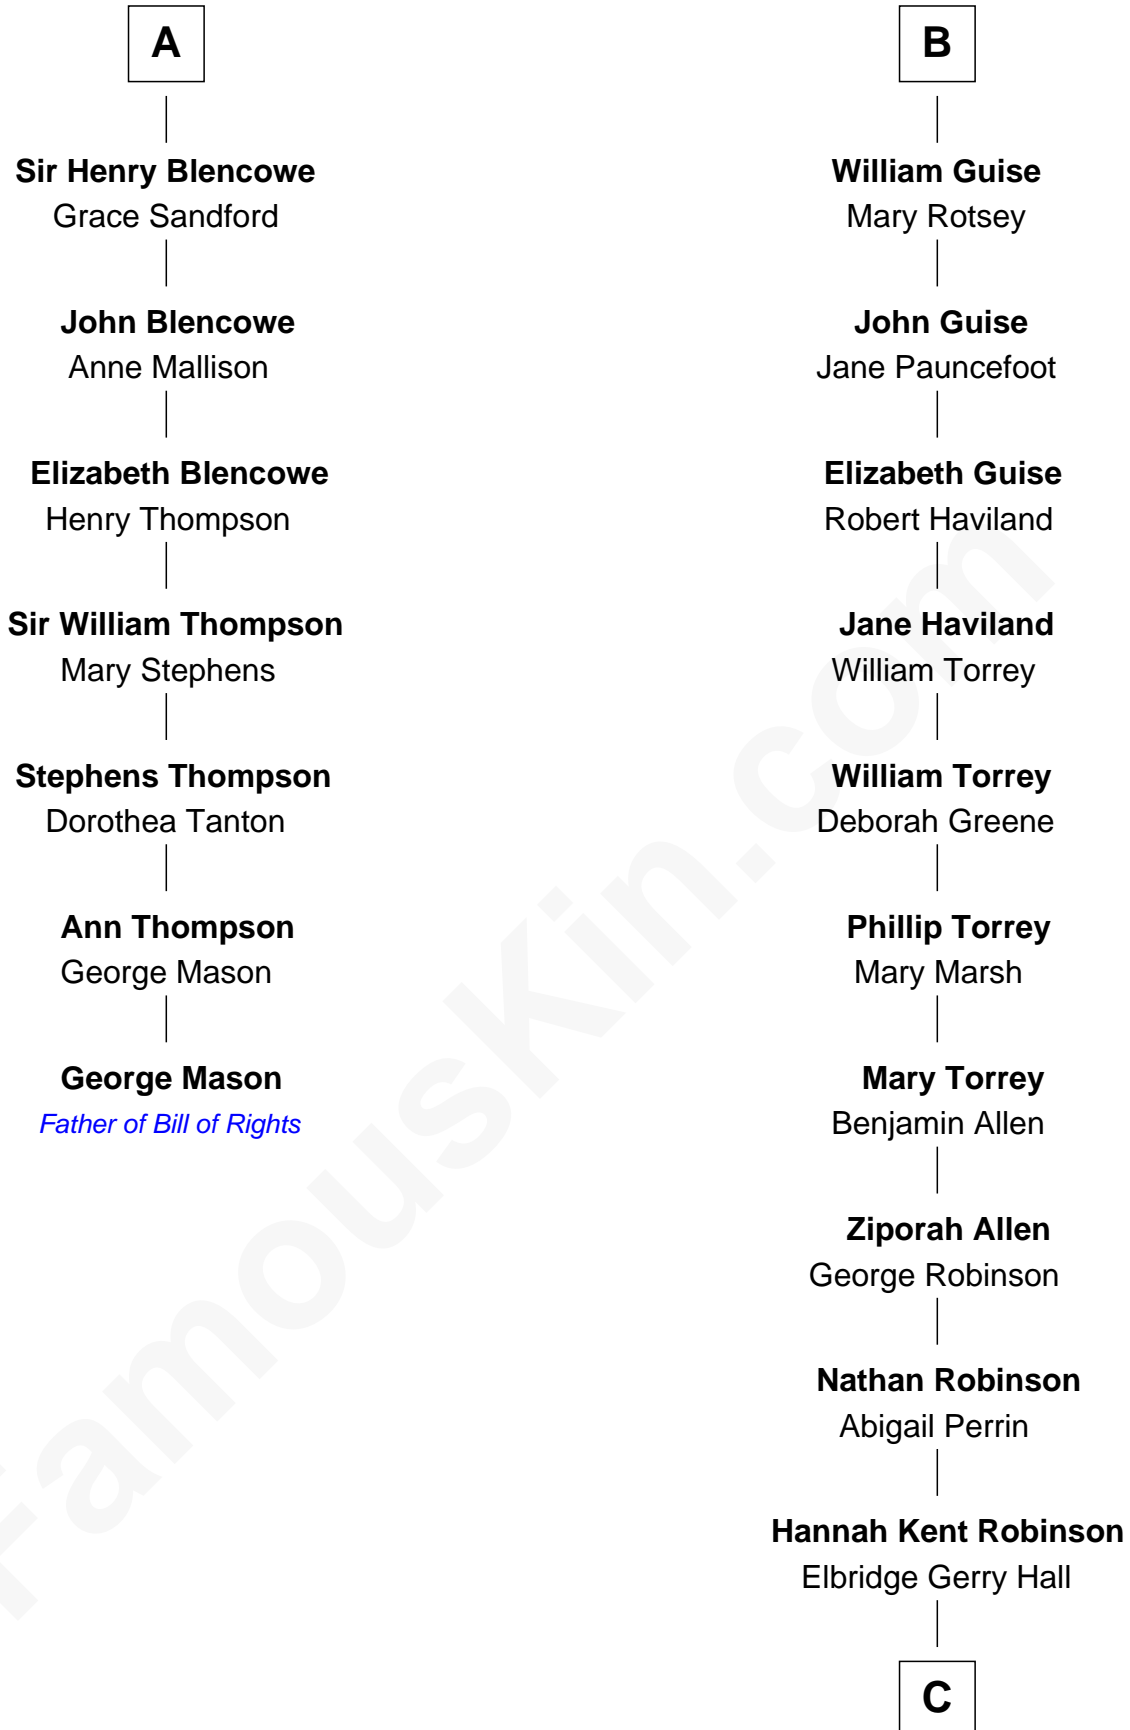 A
Sir Henry Blencowe
Grace Sandford
John Blencowe
Anne Mallison
Elizabeth Blencowe
Henry Thompson
Sir William Thompson
Mary Stephens
Stephens Thompson
Dorothea Tanton
Ann Thompson
George Mason
George Mason
Father of Bill of Rights
B
William Guise
Mary Rotsey
John Guise
Jane Pauncefoot
Elizabeth Guise
Robert Haviland
Jane Haviland
William Torrey
William Torrey
Deborah Greene
Phillip Torrey
Mary Marsh
Mary Torrey
Benjamin Allen
Ziporah Allen
George Robinson
Nathan Robinson
Abigail Perrin
Hannah Kent Robinson
Elbridge Gerry Hall
C
FamousKin.com